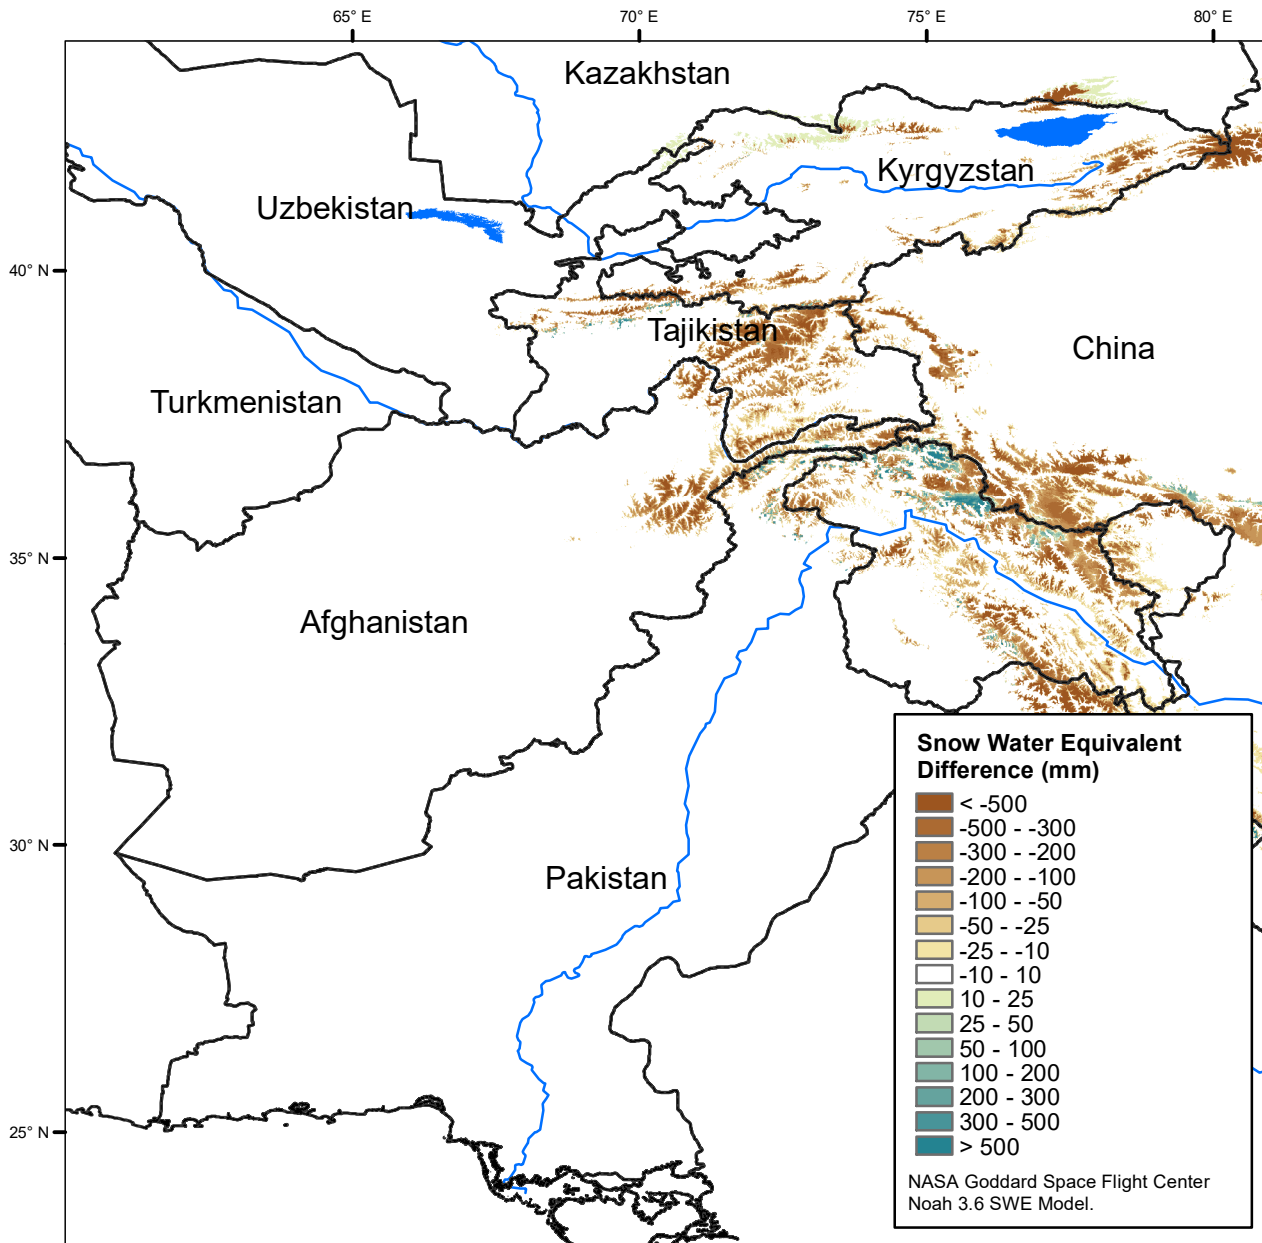 65° E
70° E
75° E
80° E
Kazakhstan
Kyrgyzstan
Uzbekistan
40° N
Tajikistan
China
Turkmenistan
35° N
Afghanistan
30° N
Pakistan
25° N
Snow Water Equivalent
Difference (mm)
< -500
-500 - -300
-300 - -200
-200 - -100
-100 - -50
-50 - -25
-25 - -10
-10 - 10
10 - 25
25 - 50
50 - 100
100 - 200
200 - 300
300 - 500
> 500
NASA Goddard Space Flight Center
Noah 3.6 SWE Model.